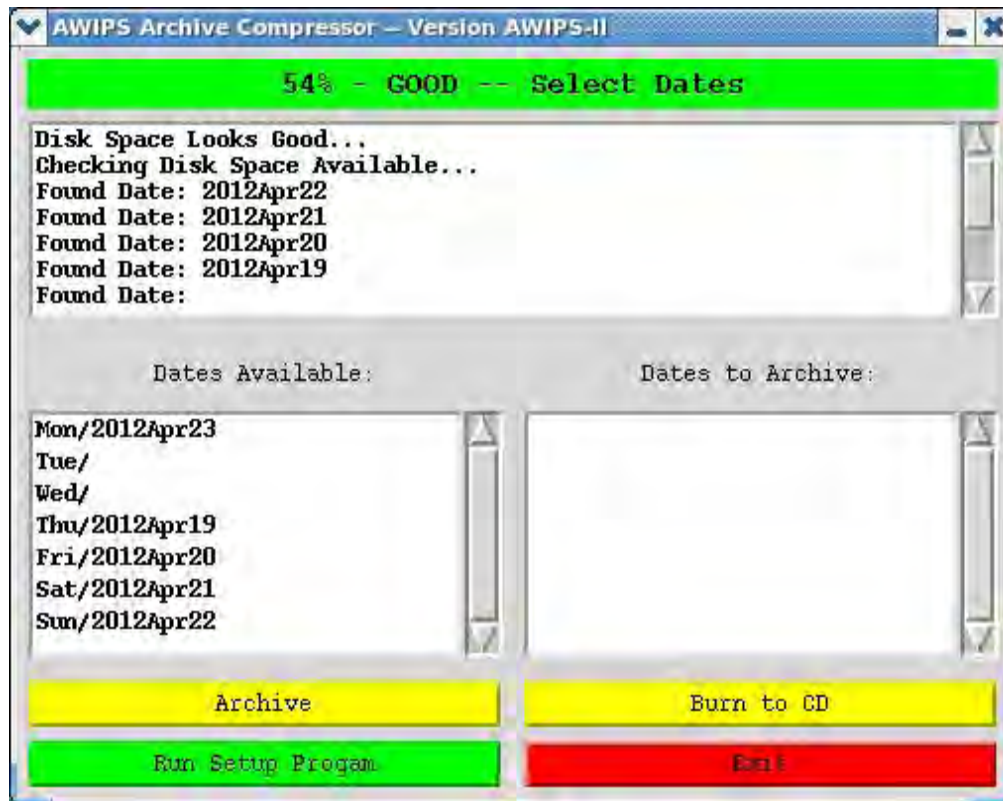 AWIPS Archive Compressor – Version AWIPS-II
54% - GOOD -- Select Dates
Disk Space Looks Good...
Checking Disk Space Available...
Found Date: 2012Apr22
Found Date: 2012Apr21
Found Date: 2012Apr20
Found Date: 2012Apr19
Found Date:
Dates Available:
Dates to Archive:
Mon/2012Apr23
Tue/
Wed/
Thu/2012Apr19
Fri/2012Apr20
Sat/2012Apr21
Sun/2012Apr22
Archive
Burn to CD
Run Setup Progam
Exit